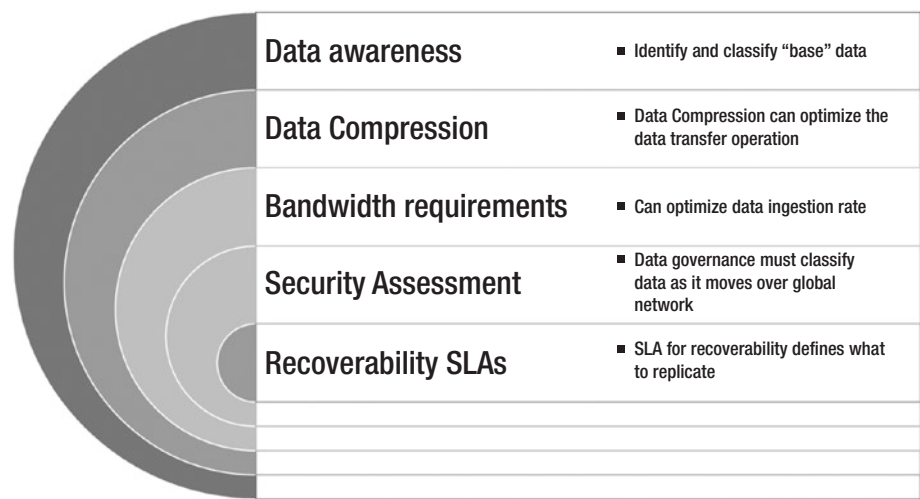 Data awareness
■ Identify and classify “base” data
Data Compression
■ Data Compression can optimize the
data transfer operation
Bandwidth requirements
■ Can optimize data ingestion rate
Security Assessment
■ Data governance must classify
data as it moves over global
network
Recoverability SLAs
■ SLA for recoverability defines what
to replicate